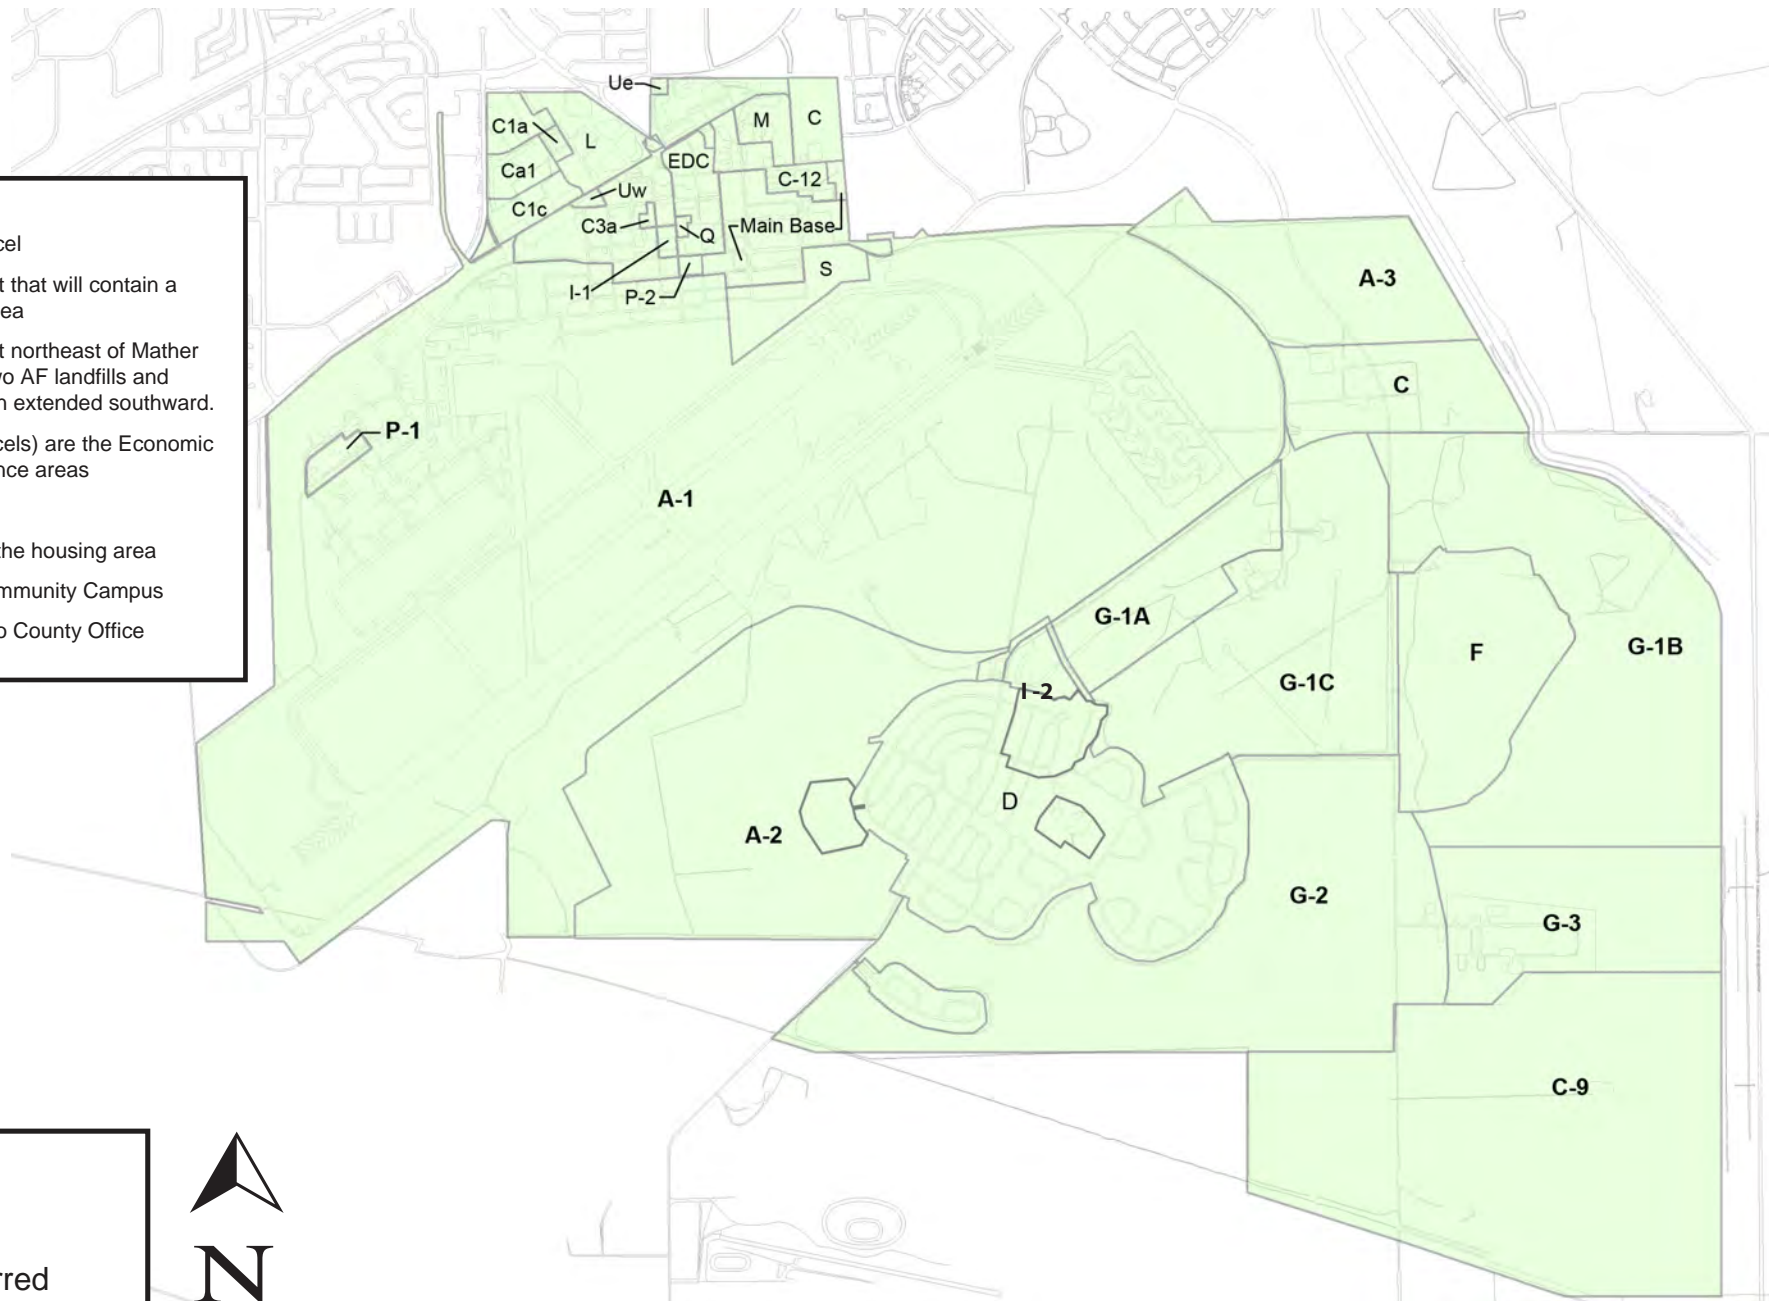 cel
t that will contain a
ea
t northeast of Mather
vo AF landfills and
n extended southward.
cels) are the Economic
nce areas
the housing area
mmunity Campus
o County Office
Ue
M
C
C1a
L
EDC
Ca1
C-12
Uw
C1c
C3a
Q
Main Base
I-1
P-2
S
A-3
C
P-1
A-1
G-1A
F
G-1B
G-1C
I-2
D
A-2
G-2
G-3
C-9
rred
N